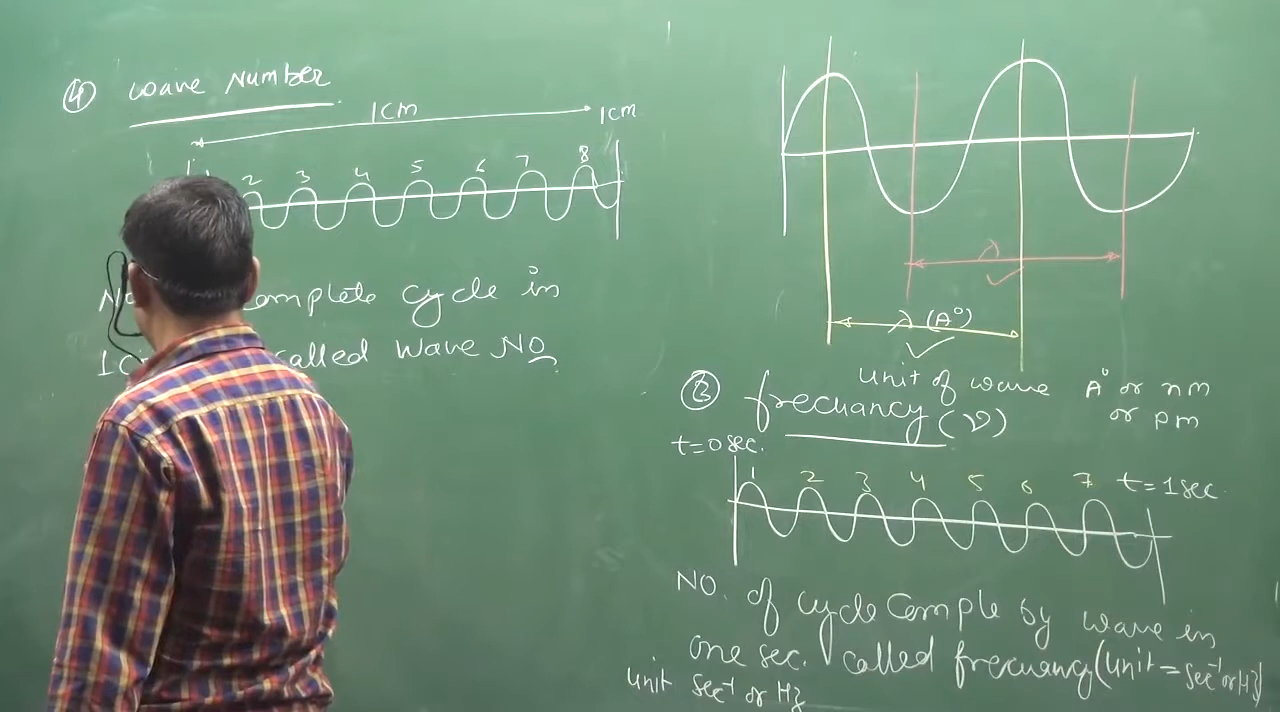 ④ Wave Number
1cm
1cm
2 3 4 5 6 7 8
Complete cycle in
called Wave NO
λ
λ (A°)
unit of wave A° or nm
or pm
② frecuancy (ν)
t=0 sec.
1 2 3 4 5 6 7 t=1sec.
NO. of cycle Comple by wave in
one sec. called frecuancy (unit = sec⁻¹ or Hz)
unit sec⁻¹ or Hz